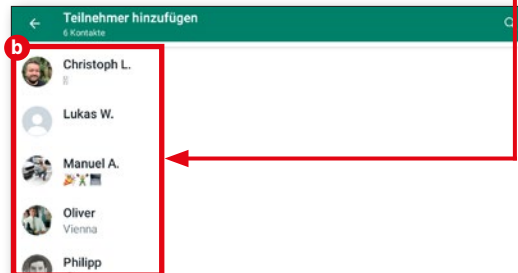 Teilnehmer hinzufügen
6 Kontakte
b
Christoph L.
Lukas W.
Manuel A.
Oliver
Vienna
Philipp